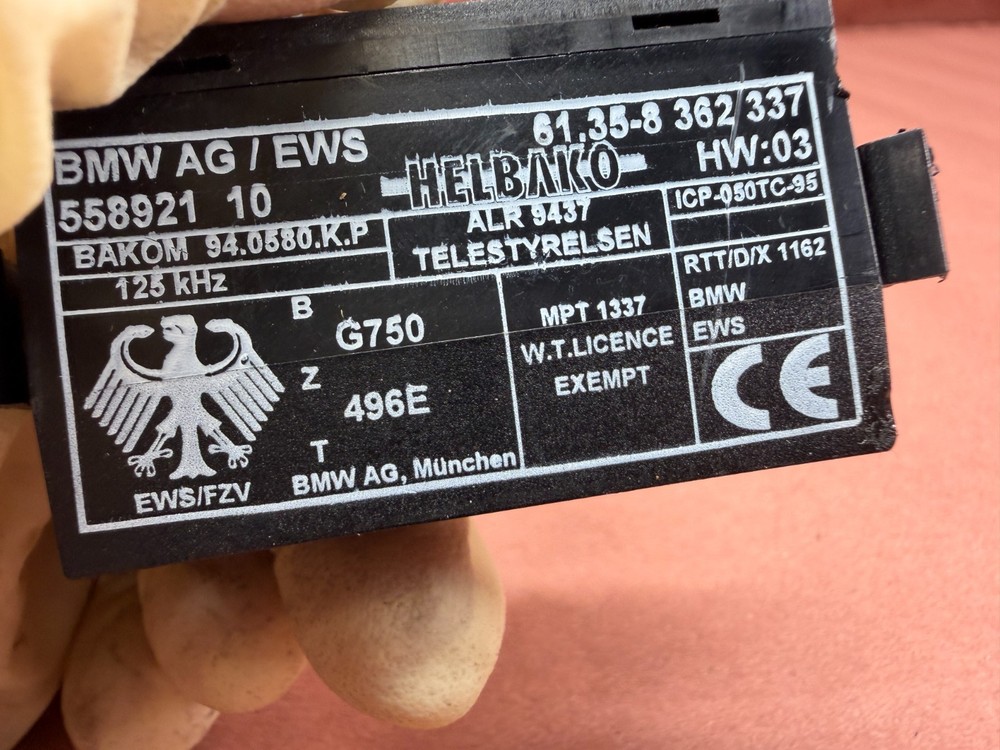 BMW AG / EWS
61.35-8 362 337
558921 10
HELBAKO
HW:03
BAKOM 94.0580.K.P
ALR 9437
TELESTYRELSEN
ICP-050TC-95
125 kHz
RTT/D/X 1162
BMW
EWS
B
G750
Z
496E
T
BMW AG, München
EWS/FZV
MPT 1337
W.T.LICENCE
EXEMPT
CE